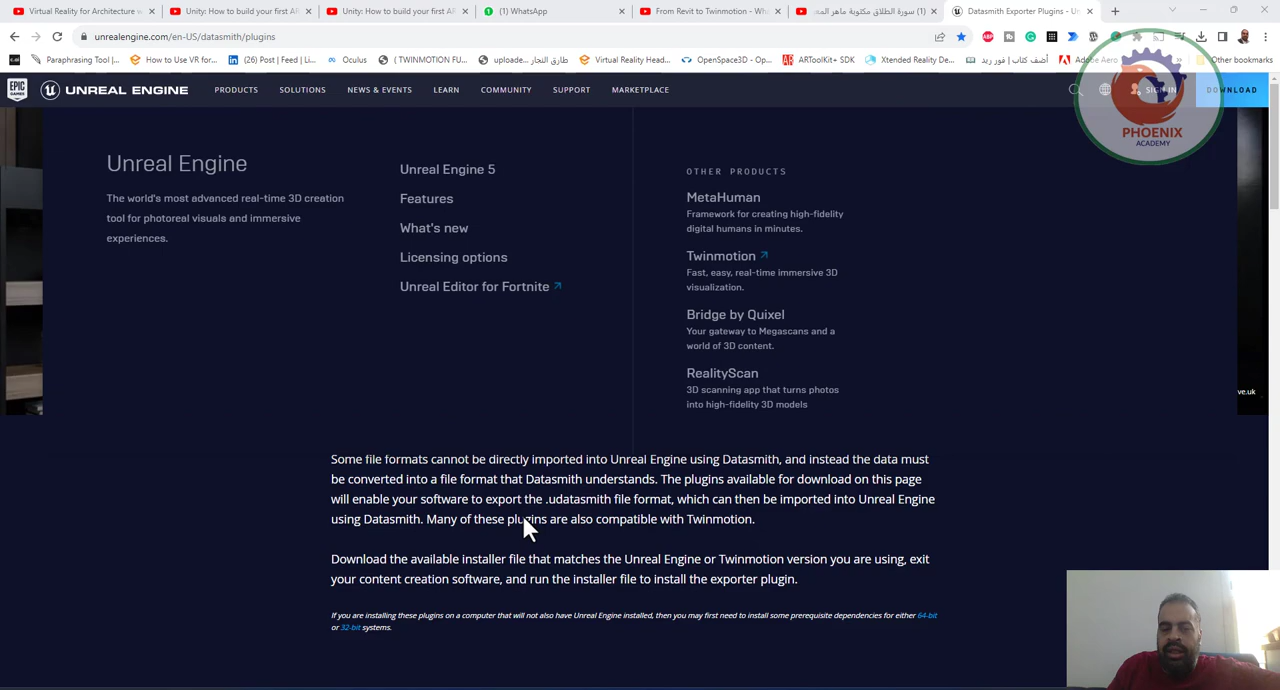 Virtual Reality for Architecture w
Unity: How to build your first AR
Unity: How to build your first AR
(1) WhatsApp
From Revit to Twinmotion - Wh
(1) سورة الطلاق مكتوبة ماهر المع
Datasmith Exporter Plugins - Un
unrealengine.com/en-US/datasmith/plugins
Paraphrasing Tool |...
How to Use VR for...
(26) Post | Feed | Li...
Oculus
( TWINMOTION FU...
uploade... طارق النجار
Virtual Reality Head...
OpenSpace3D - Op...
ARToolKit+ SDK
Xtended Reality De...
أضف كتاب | فور ريد
Adobe Aero
»
Other bookmarks
EPIC GAMES
UNREAL ENGINE
PRODUCTS
SOLUTIONS
NEWS & EVENTS
LEARN
COMMUNITY
SUPPORT
MARKETPLACE
SIGN IN
DOWNLOAD
PHOENIX
ACADEMY
Unreal Engine
The world's most advanced real-time 3D creation
tool for photoreal visuals and immersive
experiences.
Unreal Engine 5
Features
What's new
Licensing options
Unreal Editor for Fortnite
OTHER PRODUCTS
MetaHuman
Framework for creating high-fidelity
digital humans in minutes.
Twinmotion
Fast, easy, real-time immersive 3D
visualization.
Bridge by Quixel
Your gateway to Megascans and a
world of 3D content.
RealityScan
3D scanning app that turns photos
into high-fidelity 3D models
ve.uk
Some file formats cannot be directly imported into Unreal Engine using Datasmith, and instead the data must
be converted into a file format that Datasmith understands. The plugins available for download on this page
will enable your software to export the .udatasmith file format, which can then be imported into Unreal Engine
using Datasmith. Many of these plugins are also compatible with Twinmotion.
Download the available installer file that matches the Unreal Engine or Twinmotion version you are using, exit
your content creation software, and run the installer file to install the exporter plugin.
If you are installing these plugins on a computer that will not also have Unreal Engine installed, then you may first need to install some prerequisite dependencies for either 64-bit
or 32-bit systems.